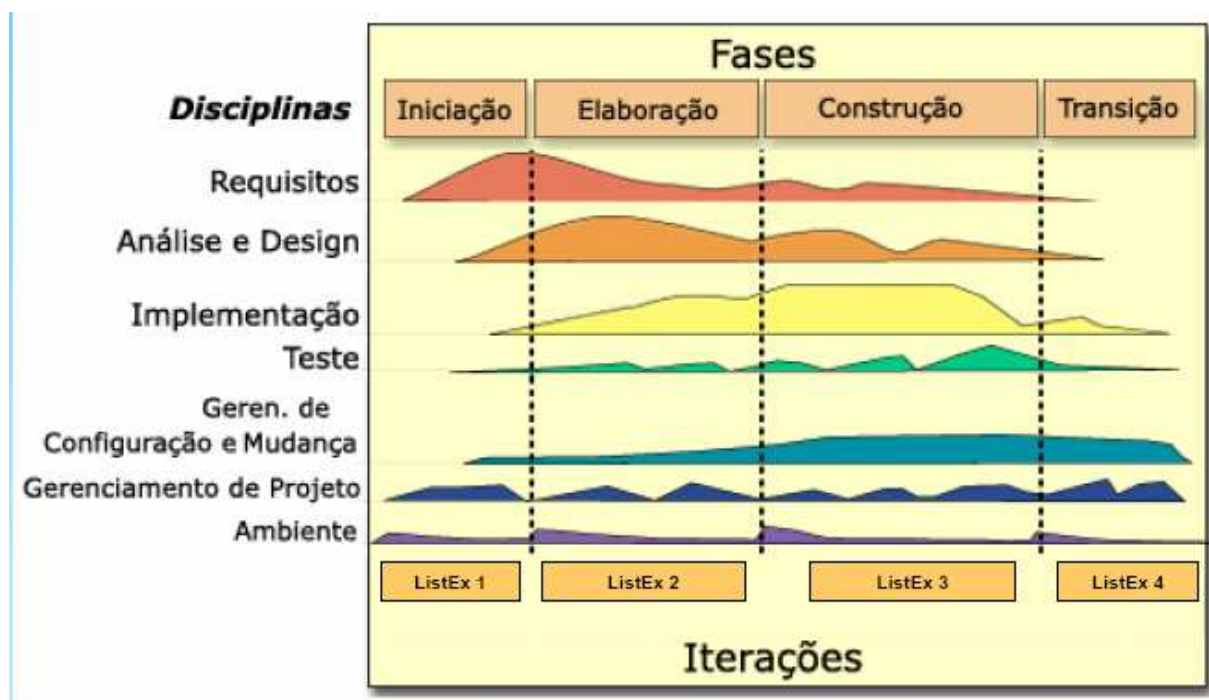 Fases
Disciplinas
Iniciação
Elaboração
Construção
Transição
Requisitos
Análise e Design
Implementação
Teste
Geren. de
Configuração e Mudança
Gerenciamento de Projeto
Ambiente
ListEx 1
ListEx 2
ListEx 3
ListEx 4
Iterações